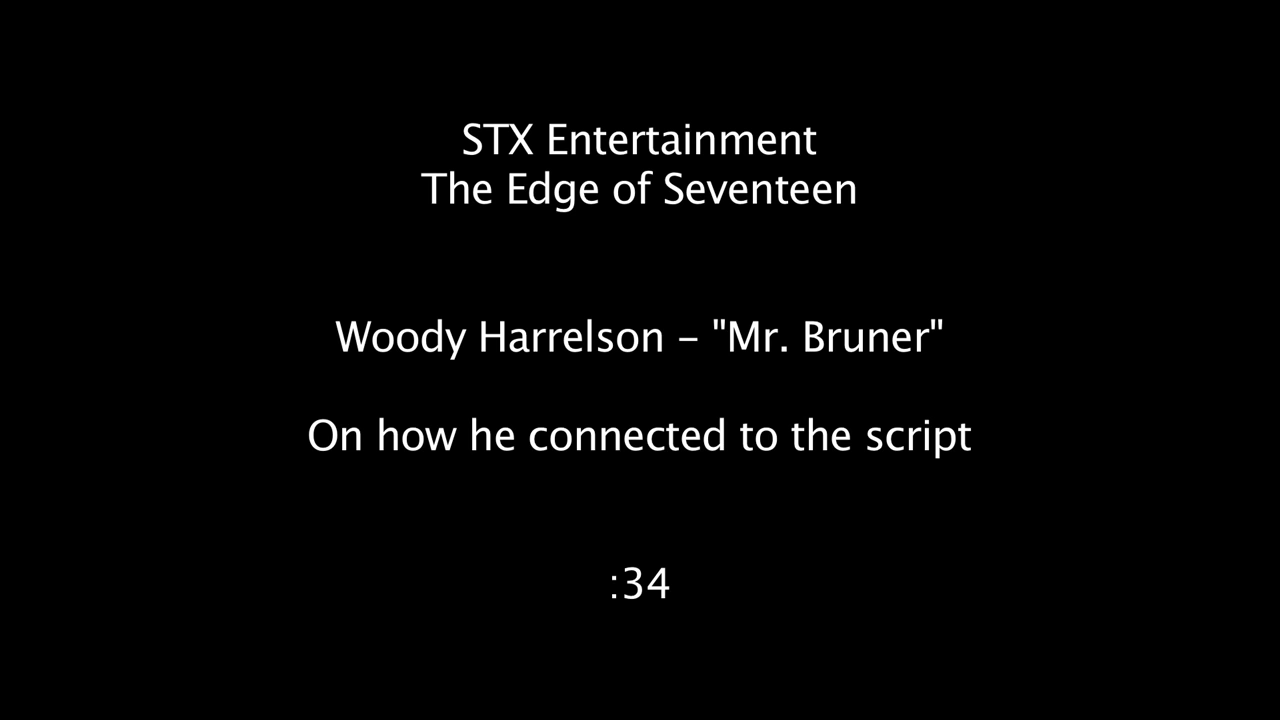 STX Entertainment
The Edge of Seventeen
Woody Harrelson - "Mr. Bruner"
On how he connected to the script
:34